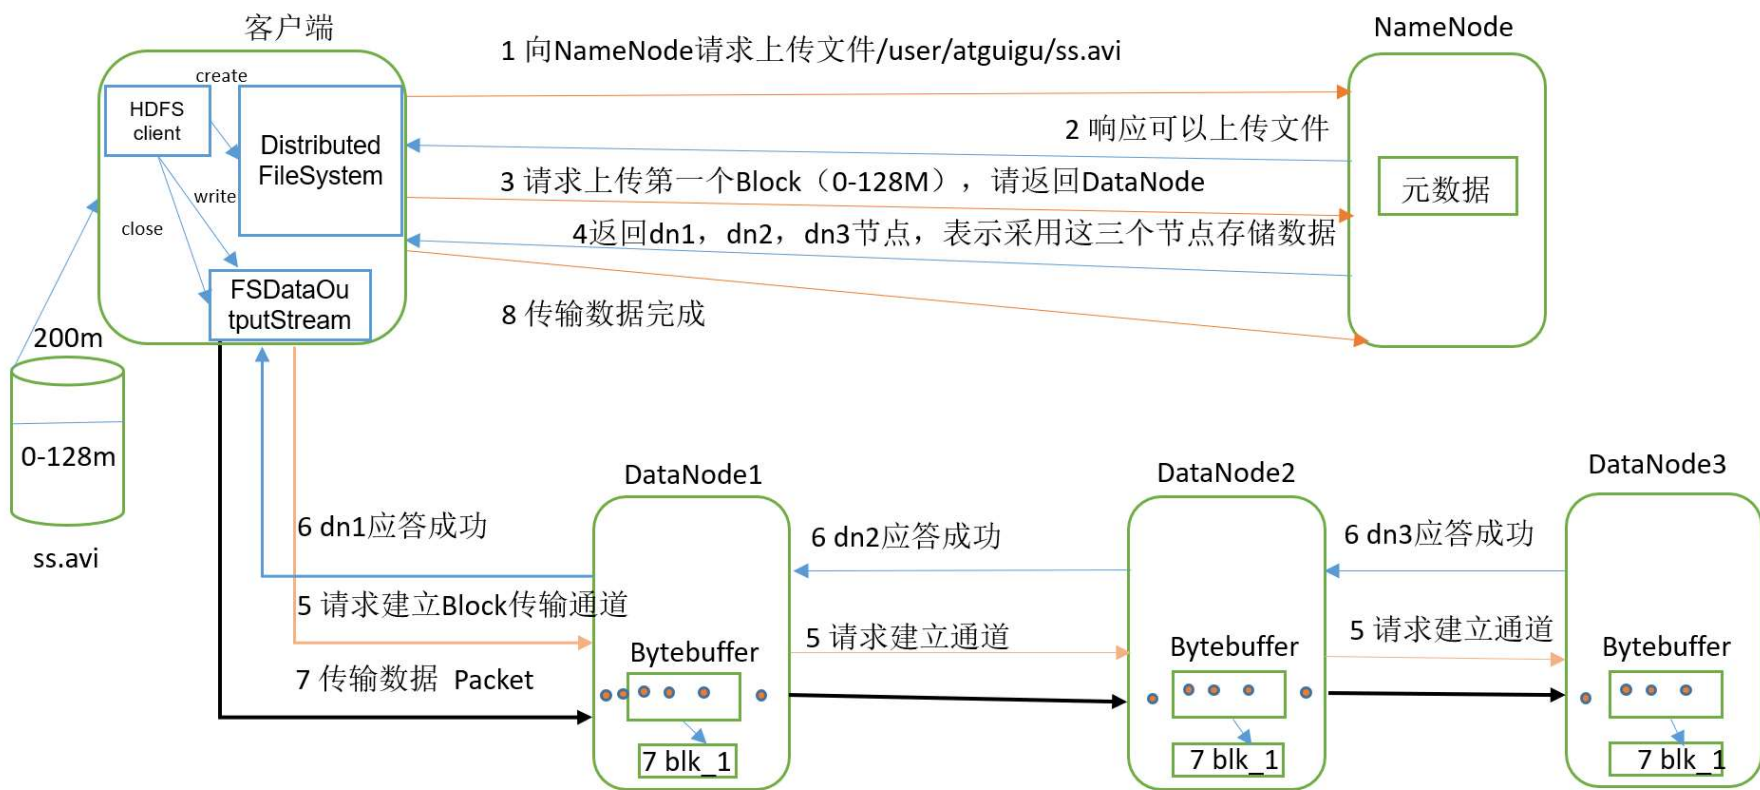 客户端
NameNode
1 向NameNode请求上传文件/user/atguigu/ss.avi
create
HDFS
client
Distributed
FileSystem
2 响应可以上传文件
write
3 请求上传第一个Block（0-128M），请返回DataNode
元数据
close
4返回dn1，dn2，dn3节点，表示采用这三个节点存储数据
FSDataOu
tputStream
8 传输数据完成
200m
0-128m
ss.avi
DataNode1
DataNode2
DataNode3
6 dn1应答成功
6 dn2应答成功
6 dn3应答成功
5 请求建立Block传输通道
5 请求建立通道
5 请求建立通道
Bytebuffer
Bytebuffer
Bytebuffer
7 传输数据 Packet
7 blk_1
7 blk_1
7 blk_1